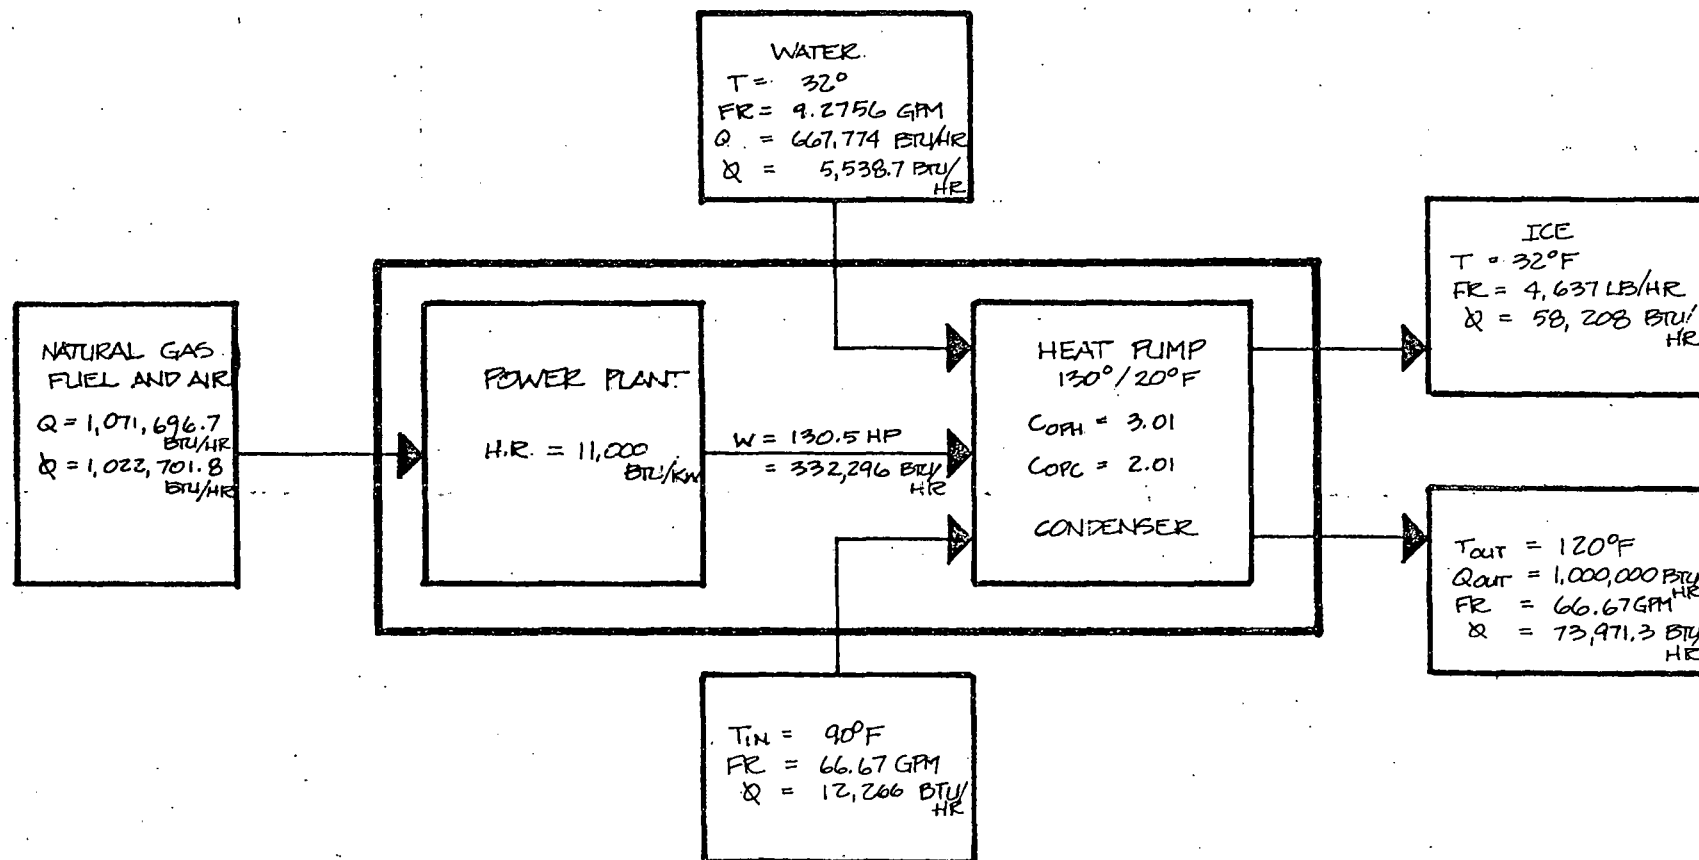 WATER
T = 32°
FR = 9.2756 GPM
Q = 667,774 BTU/HR
Q̷ = 5,538.7 BTU/
HR
ICE
T = 32°F
FR = 4,637 LB/HR
Q̷ = 58,208 BTU/
HR
NATURAL GAS
FUEL AND AIR
Q = 1,071,696.7
BTU/HR
Q̷ = 1,022,701.8
BTU/HR
POWER PLANT
H.R. = 11,000
BTU/KW
W = 130.5 HP
= 332,296 BTU/
HR
HEAT PUMP
130°/20°F
COPH = 3.01
COPC = 2.01
CONDENSER
TOUT = 120°F
QOUT = 1,000,000 BTU/
HR
FR = 66.67 GPM
Q̷ = 73,971.3 BTU/
HR
TIN = 90°F
FR = 66.67 GPM
Q̷ = 12,266 BTU/
HR